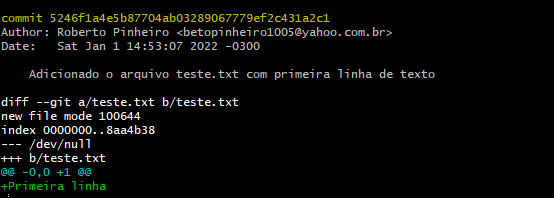 commit 5246f1a4e5b87704ab03289067779ef2c431a2c1
Author: Roberto Pinheiro <betopinheiro1005@yahoo.com.br>
Date:   Sat Jan 1 14:53:07 2022 -0300
    Adicionado o arquivo teste.txt com primeira linha de texto
diff --git a/teste.txt b/teste.txt
new file mode 100644
index 0000000..8aa4b38
--- /dev/null
+++ b/teste.txt
@@ -0,0 +1 @@
+Primeira linha